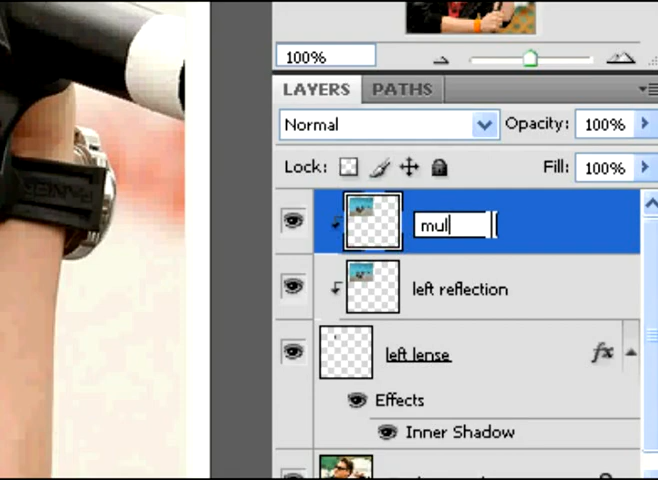 100%
LAYERS PATHS
Normal Opacity: 100%
Lock: Fill: 100%
mul
left reflection
left lense fx
Effects
Inner Shadow